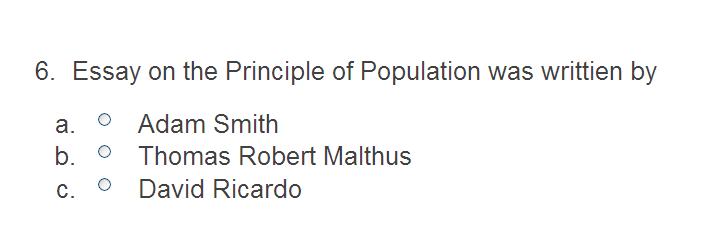 6. Essay on the Principle of Population was writtien by
a. Adam Smith
b. Thomas Robert Malthus
c. David Ricardo